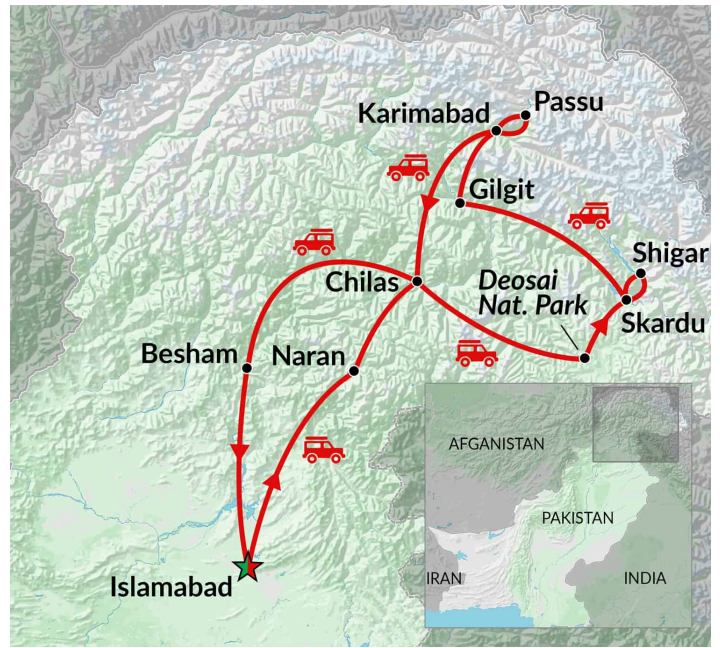 Passu
Karimabad
Gilgit
Shigar
Deosai
Nat. Park
Chilas
Skardu
Besham
Naran
Islamabad
AFGANISTAN
PAKISTAN
IRAN
INDIA